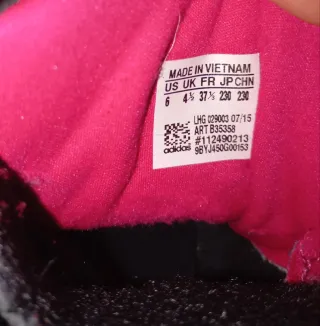 MADE IN VIETNAM
US UK FR JP CHN
6 4½ 37⅓ 230 230
LHG 029003 07/15
ART B35358
#112490213
adidas 9BYJ450G00153